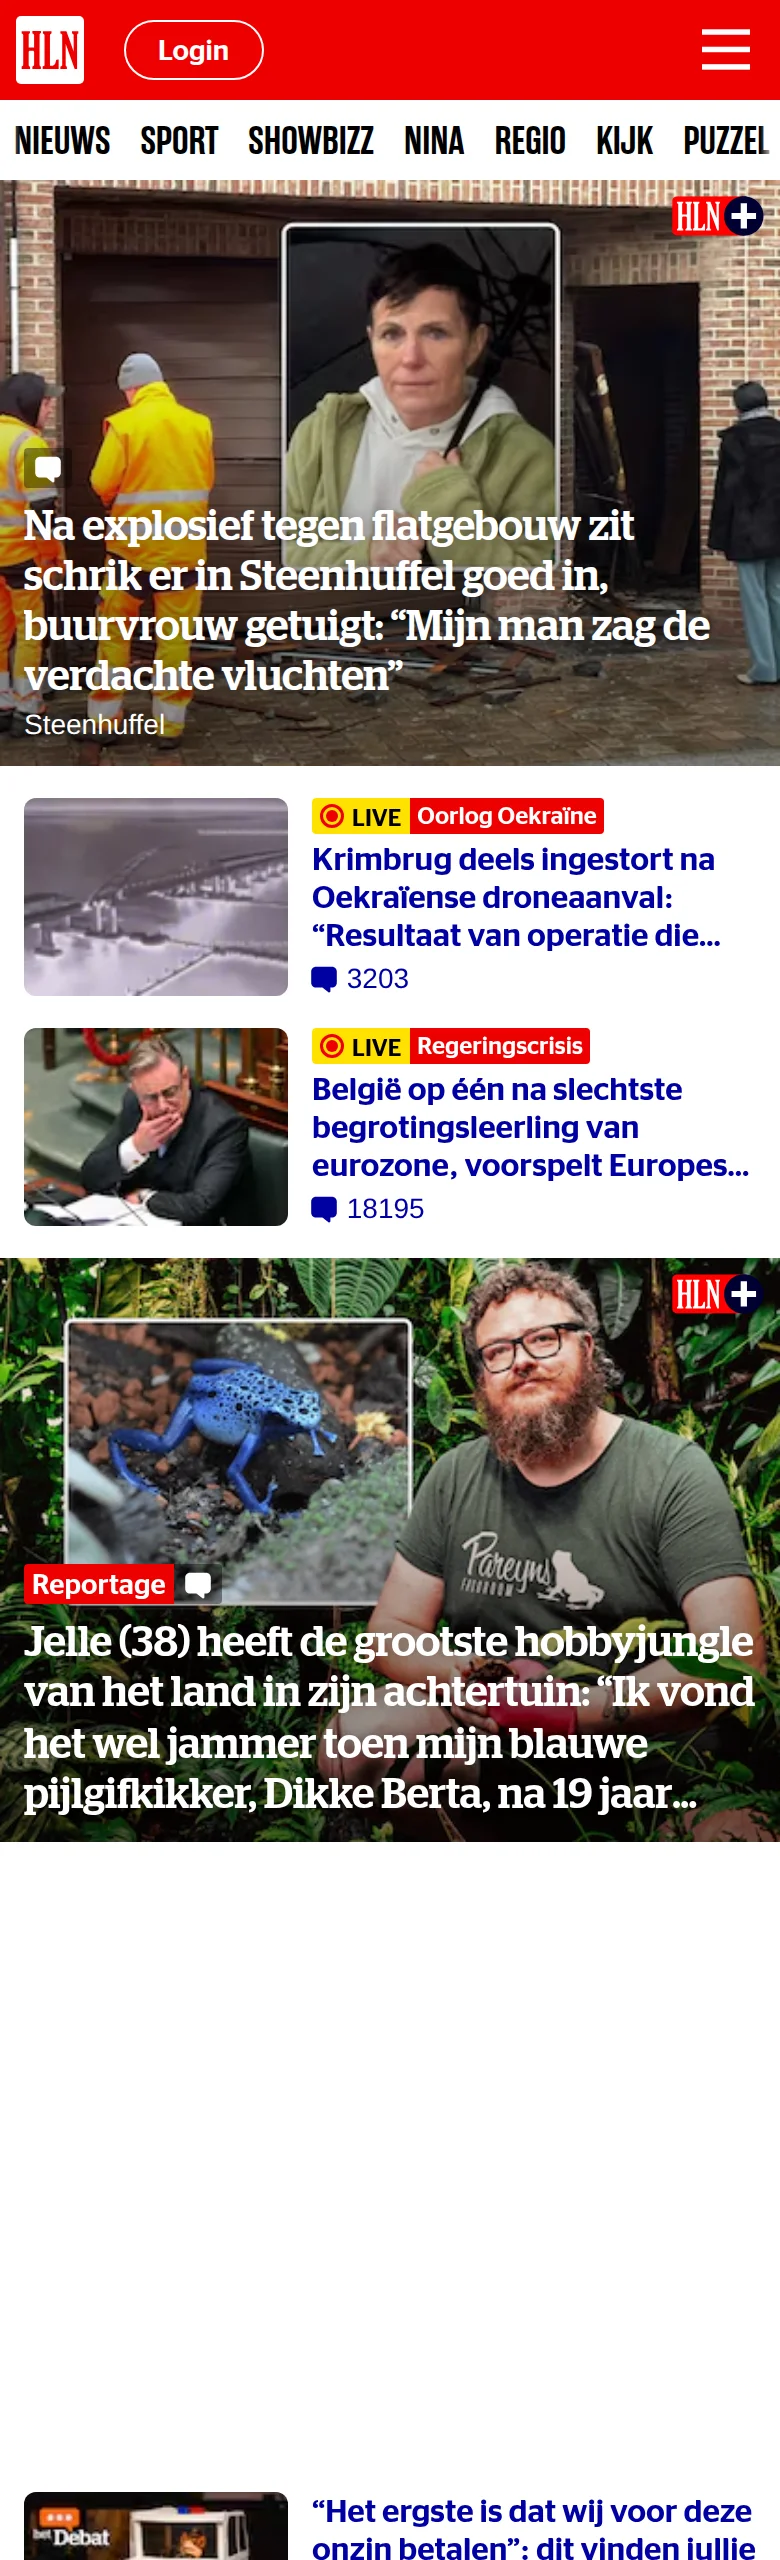 HLN
Login
NIEUWS SPORT SHOWBIZZ NINA REGIO KIJK PUZZEL
HLN+
Na explosief tegen flatgebouw zit
schrik er in Steenhuffel goed in,
buurvrouw getuigt: “Mijn man zag de
verdachte vluchten”
Steenhuffel
LIVE Oorlog Oekraïne
Krimbrug deels ingestort na
Oekraïense droneaanval:
“Resultaat van operatie die...
3203
LIVE Regeringscrisis
België op één na slechtste
begrotingsleerling van
eurozone, voorspelt Europes...
18195
HLN+
Pareyns
FROGROOM
Reportage
Jelle (38) heeft de grootste hobbyjungle
van het land in zijn achtertuin: “Ik vond
het wel jammer toen mijn blauwe
pijlgifkikker, Dikke Berta, na 19 jaar...
het Debat
“Het ergste is dat wij voor deze
onzin betalen”: dit vinden jullie